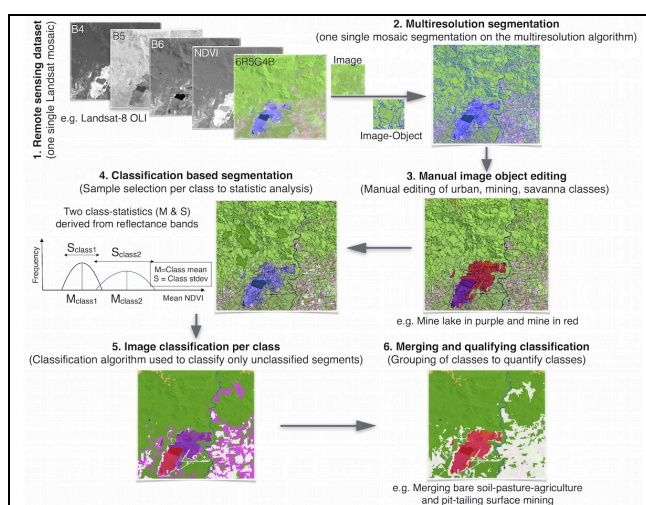 B4
B5
B6
NDVI
6R5G4B
1. Remote sensing dataset
(one single Landsat mosaic)
e.g. Landsat-8 OLI
Image
Image-Object
2. Multiresolution segmentation
(one single mosaic segmentation on the multiresolution algorithm)
3. Manual image object editing
(Manual editing of urban, mining, savanna classes)
e.g. Mine lake in purple and mine in red
4. Classification based segmentation
(Sample selection per class to statistic analysis)
Two class-statistics (M & S)
derived from reflectance bands
Frequency
Sclass1
Sclass2
M=Class mean
S = Class stdev
Mclass1
Mclass2
Mean NDVI
5. Image classification per class
(Classification algorithm used to classify only unclassified segments)
6. Merging and qualifying classification
(Grouping of classes to quantify classes)
e.g. Merging bare soil-pasture-agriculture
and pit-tailing surface mining